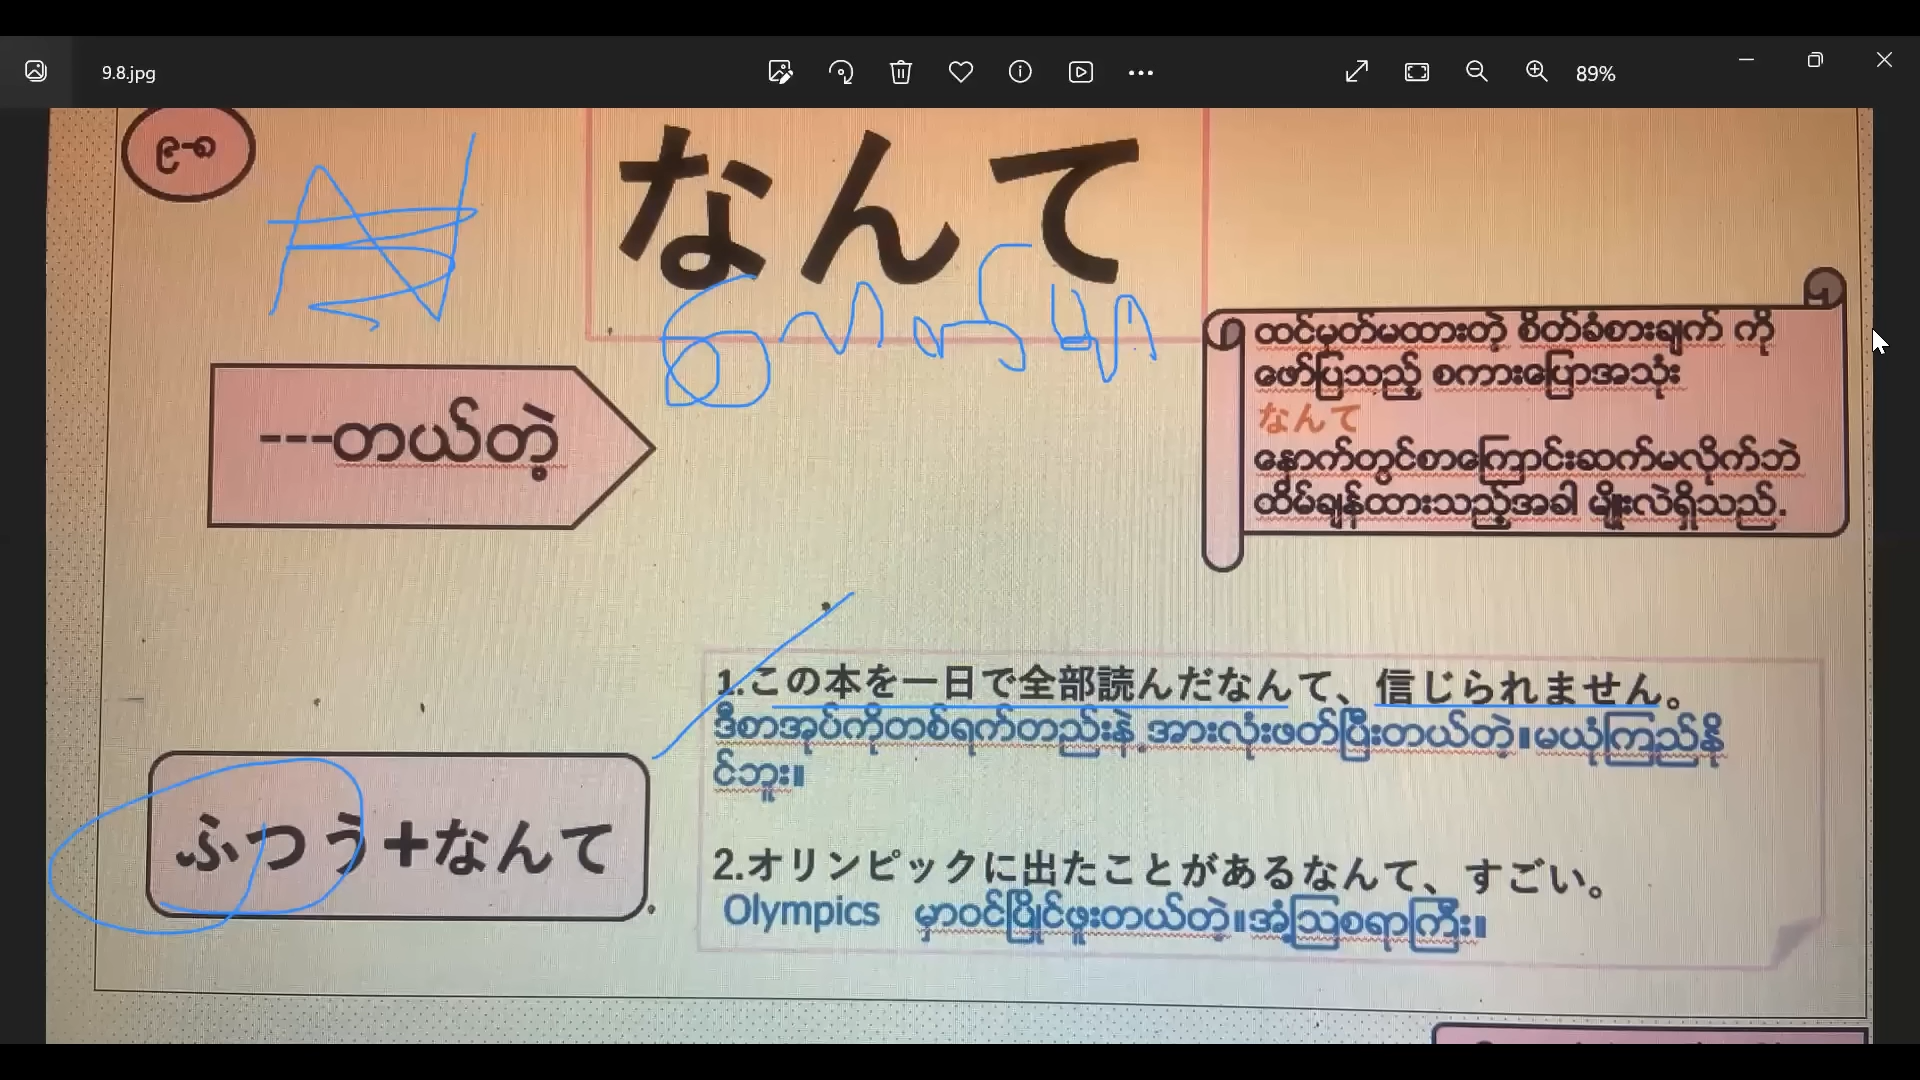 9.8.jpg
89%
၉-စ
なんて
---တယ်တဲ့
ထင်မှတ်မထားတဲ့ စိတ်ခံစားချက် ကို
ဖော်ပြသည့် စကားပြောအသုံး
なんて
နောက်တွင်စာကြောင်းဆက်မလိုက်ဘဲ
ထိမ်ချန်ထားသည့်အခါ မျိုးလဲရှိသည်.
1.この本を一日で全部読んだなんて、信じられません。
ဒီစာအုပ်ကိုတစ်ရက်တည်းနဲ့ အားလုံးဖတ်ပြီးတယ်တဲ့။မယုံကြည်နို
င်ဘူး။
ふつう+なんて
2.オリンピックに出たことがあるなんて、すごい。
Olympics မှာဝင်ပြိုင်ဖူးတယ်တဲ့။အံ့ဩစရာကြီး။